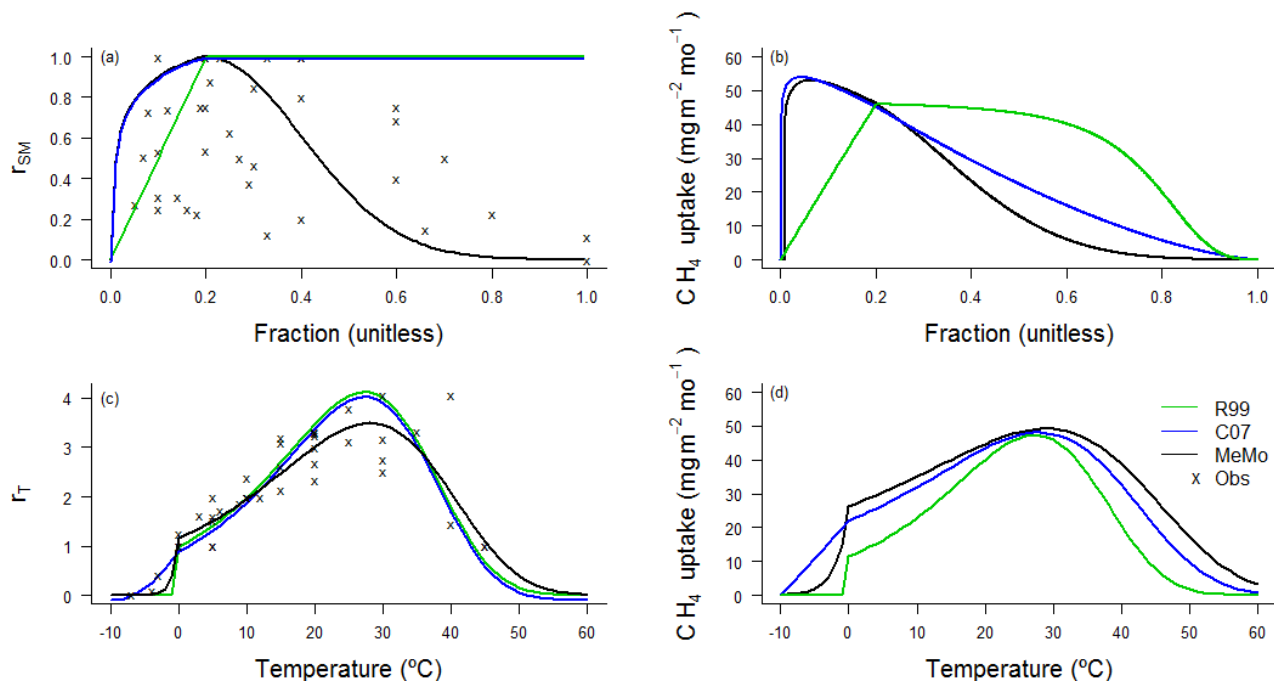 (a)
1.0
0.8
0.6
0.4
0.2
0.0
r_SM
0.0 0.2 0.4 0.6 0.8 1.0
Fraction (unitless)
(b)
60
50
40
30
20
10
0
CH₄ uptake (mg m⁻² mo⁻¹)
0.0 0.2 0.4 0.6 0.8 1.0
Fraction (unitless)
(c)
4
3
2
1
0
r_T
-10 0 10 20 30 40 50 60
Temperature (ºC)
(d)
60
50
40
30
20
10
0
CH₄ uptake (mg m⁻² mo⁻¹)
-10 0 10 20 30 40 50 60
Temperature (ºC)
R99
C07
MeMo
x Obs